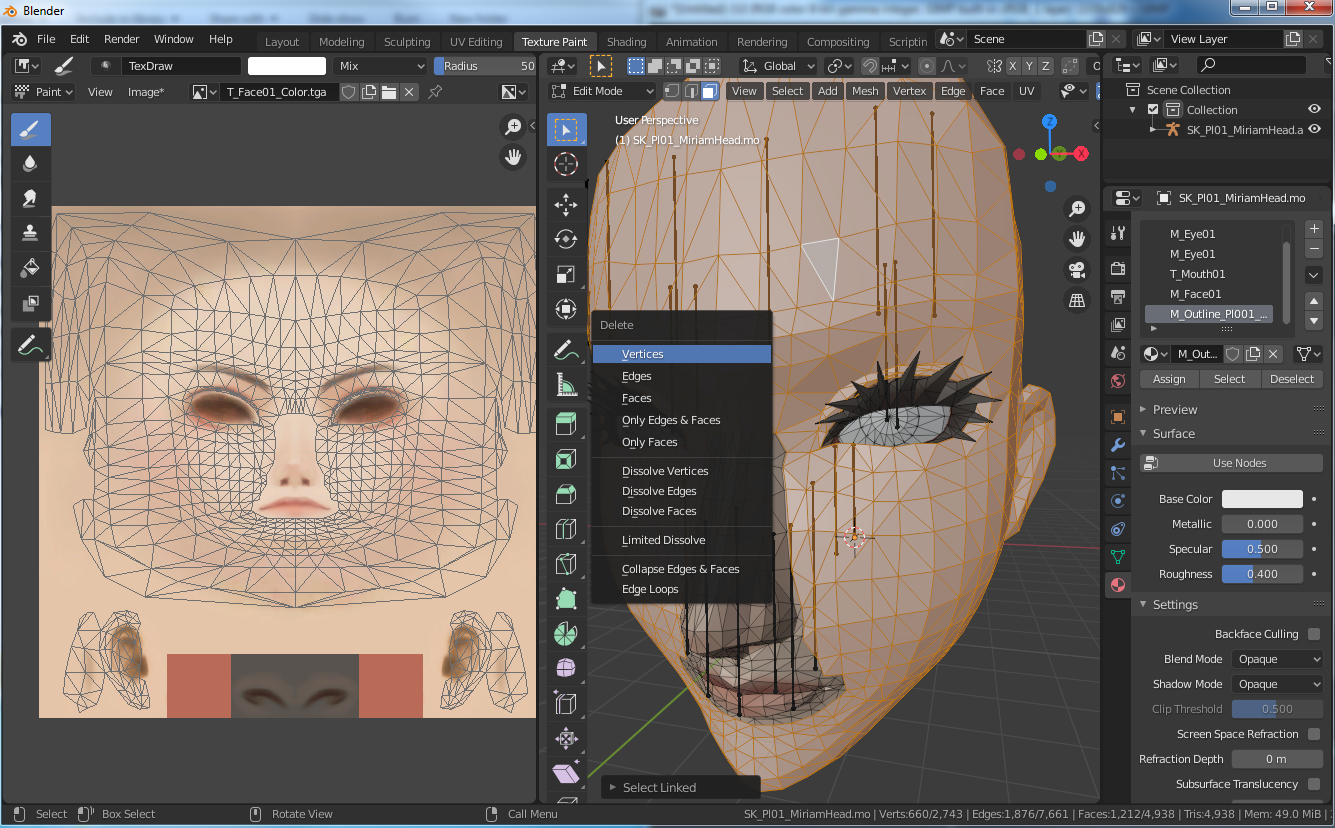 Blender
File Edit Render Window Help
Layout Modeling Sculpting UV Editing Texture Paint Shading Animation Rendering Compositing Scriptin
Scene
View Layer
TexDraw
Mix
Radius 50
Global
X Y Z
Paint View Image*
T_Face01_Color.tga
Edit Mode
View Select Add Mesh Vertex Edge Face UV
User Perspective
(1) SK_Pl01_MiriamHead.mo
Z
Y
X
Delete
Vertices
Edges
Faces
Only Edges & Faces
Only Faces
Dissolve Vertices
Dissolve Edges
Dissolve Faces
Limited Dissolve
Collapse Edges & Faces
Edge Loops
Select Linked
Scene Collection
Collection
SK_Pl01_MiriamHead.a
SK_Pl01_MiriamHead.mo
M_Eye01
M_Eye01
T_Mouth01
M_Face01
M_Outline_Pl001_...
M_Out...
Assign Select Deselect
Preview
Surface
Use Nodes
Base Color
Metallic 0.000
Specular 0.500
Roughness 0.400
Settings
Backface Culling
Blend Mode Opaque
Shadow Mode Opaque
Clip Threshold 0.500
Screen Space Refraction
Refraction Depth 0 m
Subsurface Translucency
Select Box Select Rotate View Call Menu
SK_Pl01_MiriamHead.mo | Verts:660/2,743 | Edges:1,876/7,661 | Faces:1,212/4,938 | Tris:4,938 | Mem: 49.0 MiB |